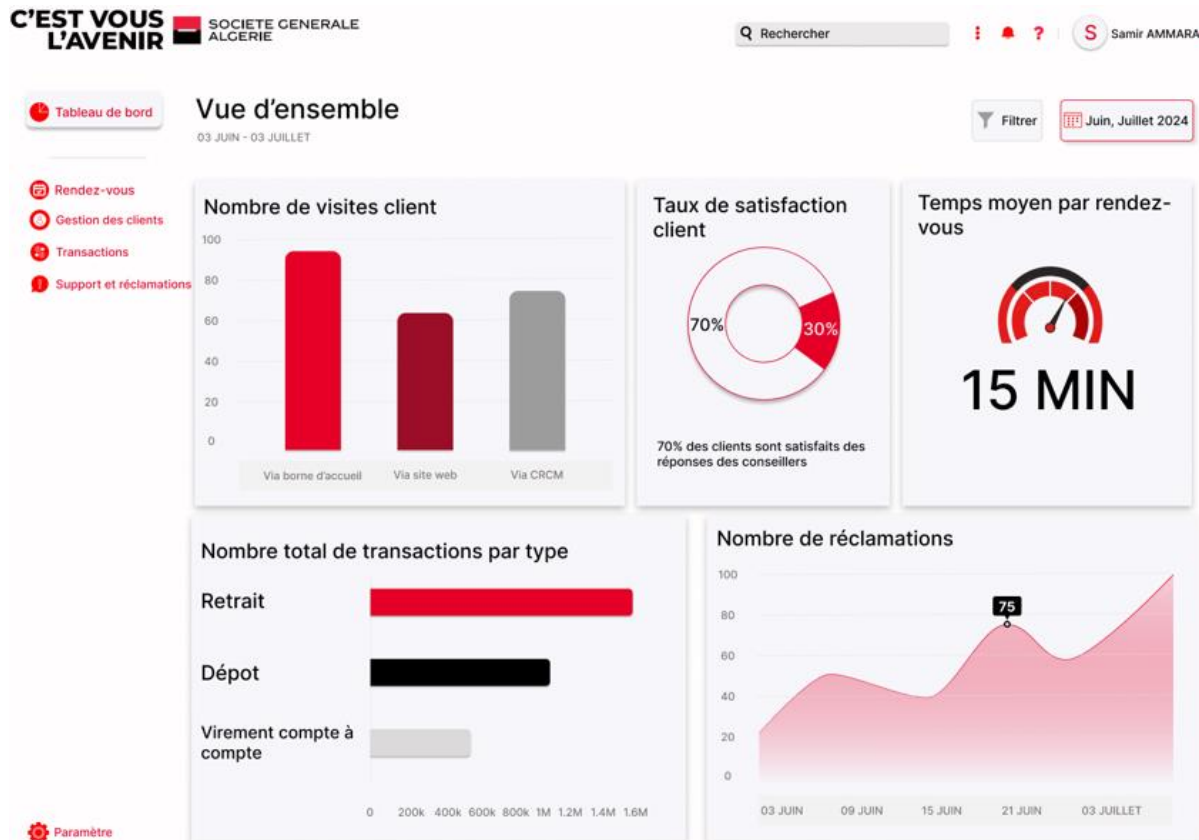 C'EST VOUS
L'AVENIR
SOCIETE GENERALE
ALGERIE
Rechercher
?
S
Samir AMMARA
Tableau de bord
Vue d'ensemble
03 JUIN - 03 JUILLET
Filtrer
Juin, Juillet 2024
Rendez-vous
Gestion des clients
Transactions
Support et réclamations
Nombre de visites client
100
80
60
40
20
0
Via borne d'accueil
Via site web
Via CRCM
Taux de satisfaction
client
70%
30%
70% des clients sont satisfaits des
réponses des conseillers
Temps moyen par rendez-
vous
15 MIN
Nombre total de transactions par type
Retrait
Dépot
Virement compte à
compte
0 200k 400k 600k 800k 1M 1.2M 1.4M 1.6M
Nombre de réclamations
100
80
60
40
20
0
75
03 JUIN 09 JUIN 15 JUIN 21 JUIN 03 JUILLET
Paramètre